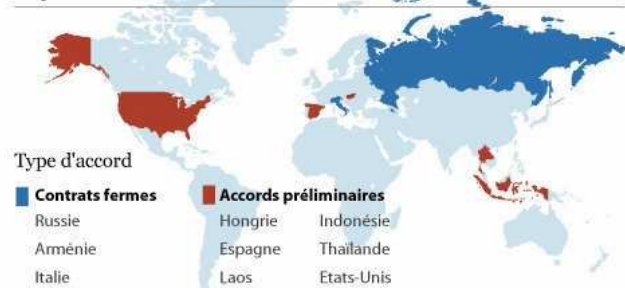 Type d'accord
Contrats fermes
Russie
Arménie
Italie
Accords préliminaires
Hongrie
Espagne
Laos
Indonésie
Thaïlande
Etats-Unis